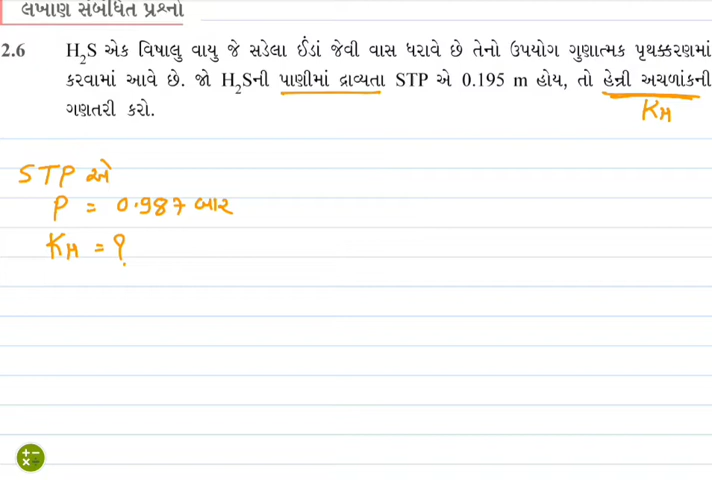 લખાણ સંબંધિત પ્રશ્નો
2.6 H₂S એક વિષાલુ વાયુ જે સડેલા ઈંડાં જેવી વાસ ધરાવે છે તેનો ઉપયોગ ગુણાત્મક પૃથક્કરણમાં
કરવામાં આવે છે. જો H₂Sની પાણીમાં દ્રાવ્યતા STP એ 0.195 m હોય, તો હેન્રી અચળાંકની
ગણતરી કરો.
KH
STP એ
P = 0.987 બાર
KH = ?